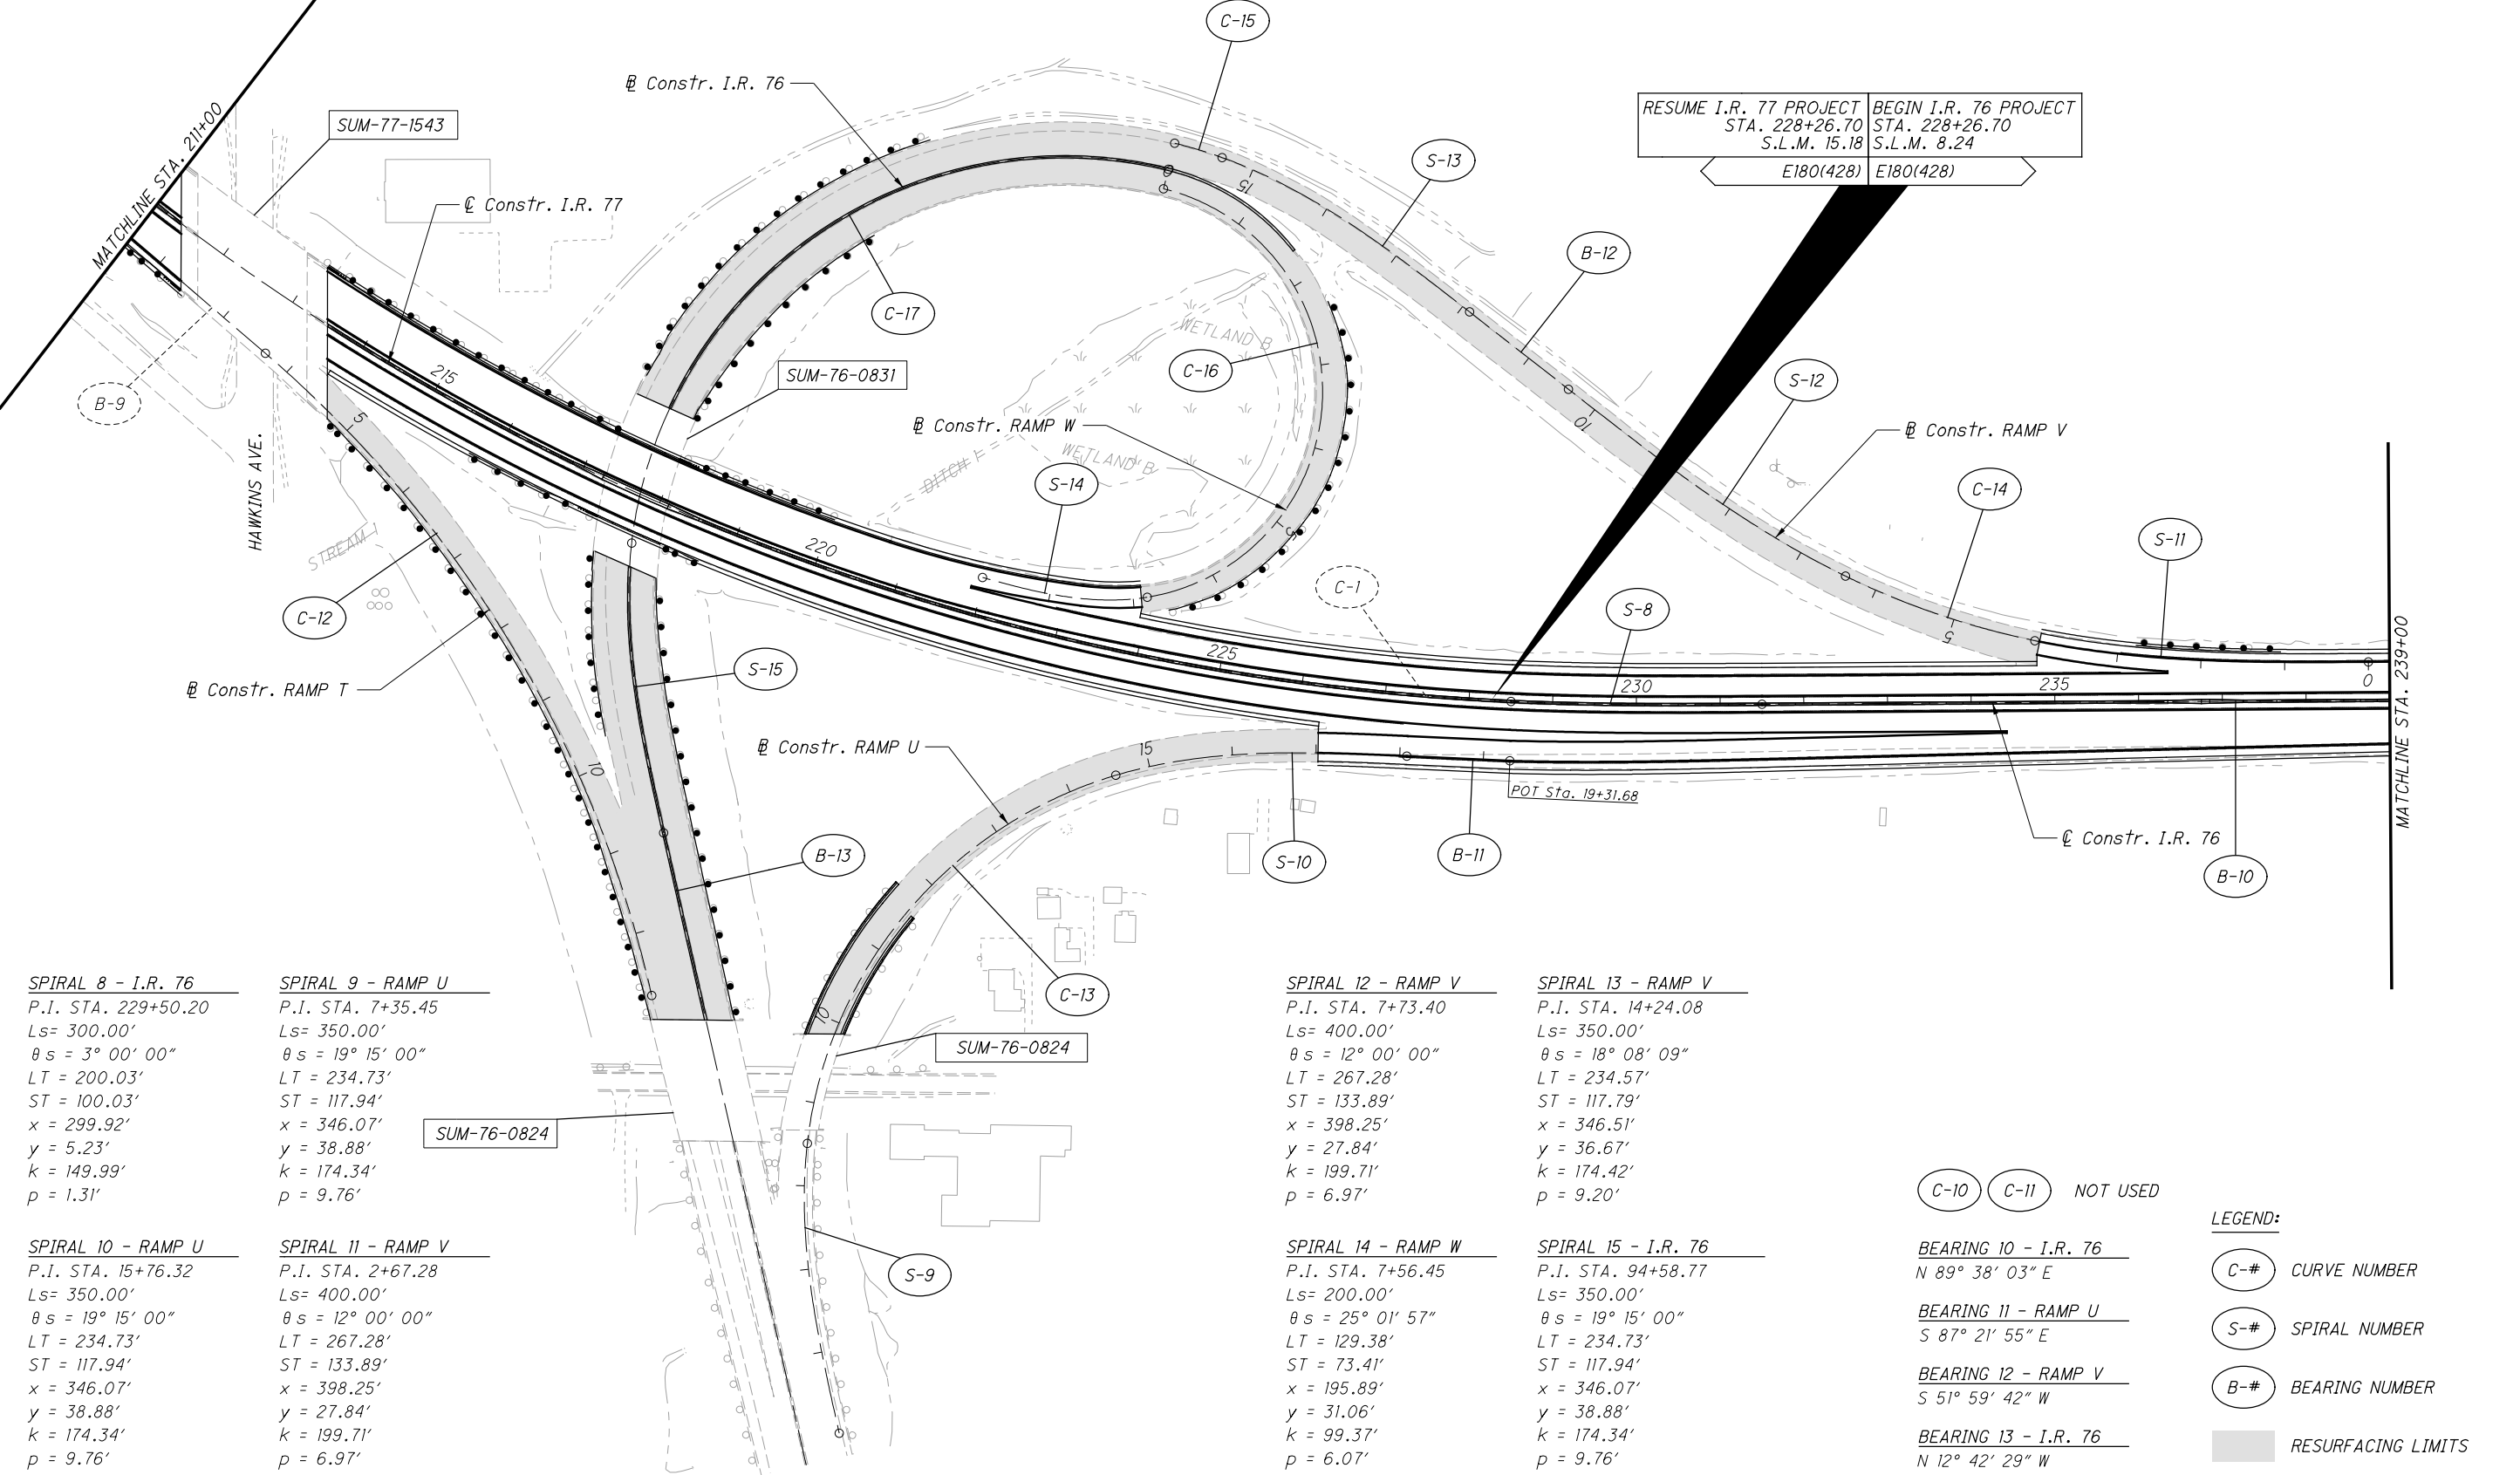 C-15
℄ Constr. I.R. 76
RESUME I.R. 77 PROJECT
STA. 228+26.70
S.L.M. 15.18
BEGIN I.R. 76 PROJECT
STA. 228+26.70
S.L.M. 8.24
E180(428)
E180(428)
MATCHLINE STA. 211+00
SUM-77-1543
℄ Constr. I.R. 77
S-13
B-12
15
0
C-17
WETLAND B
C-16
SUM-76-0831
215
B-9
S-12
10
℄ Constr. RAMP V
℄ Constr. RAMP W
5
HAWKINS AVE.
WETLAND B
DITCH 1
S-14
C-14
STREAM 1
220
5
S-11
C-1
S-8
C-12
5
225
230
235
0
MATCHLINE STA. 239+00
S-15
℄ Constr. RAMP T
℄ Constr. RAMP U
15
10
POT Sta. 19+31.68
℄ Constr. I.R. 76
B-13
S-10
B-11
B-10
C-13
10
SUM-76-0824
SUM-76-0824
S-9
SPIRAL 8 - I.R. 76
P.I. STA. 229+50.20
Ls= 300.00'
θs = 3° 00' 00"
LT = 200.03'
ST = 100.03'
x = 299.92'
y = 5.23'
k = 149.99'
p = 1.31'
SPIRAL 9 - RAMP U
P.I. STA. 7+35.45
Ls= 350.00'
θs = 19° 15' 00"
LT = 234.73'
ST = 117.94'
x = 346.07'
y = 38.88'
k = 174.34'
p = 9.76'
SPIRAL 10 - RAMP U
P.I. STA. 15+76.32
Ls= 350.00'
θs = 19° 15' 00"
LT = 234.73'
ST = 117.94'
x = 346.07'
y = 38.88'
k = 174.34'
p = 9.76'
SPIRAL 11 - RAMP V
P.I. STA. 2+67.28
Ls= 400.00'
θs = 12° 00' 00"
LT = 267.28'
ST = 133.89'
x = 398.25'
y = 27.84'
k = 199.71'
p = 6.97'
SPIRAL 12 - RAMP V
P.I. STA. 7+73.40
Ls= 400.00'
θs = 12° 00' 00"
LT = 267.28'
ST = 133.89'
x = 398.25'
y = 27.84'
k = 199.71'
p = 6.97'
SPIRAL 13 - RAMP V
P.I. STA. 14+24.08
Ls= 350.00'
θs = 18° 08' 09"
LT = 234.57'
ST = 117.79'
x = 346.51'
y = 36.67'
k = 174.42'
p = 9.20'
SPIRAL 14 - RAMP W
P.I. STA. 7+56.45
Ls= 200.00'
θs = 25° 01' 57"
LT = 129.38'
ST = 73.41'
x = 195.89'
y = 31.06'
k = 99.37'
p = 6.07'
SPIRAL 15 - I.R. 76
P.I. STA. 94+58.77
Ls= 350.00'
θs = 19° 15' 00"
LT = 234.73'
ST = 117.94'
x = 346.07'
y = 38.88'
k = 174.34'
p = 9.76'
C-10 C-11 NOT USED
BEARING 10 - I.R. 76
N 89° 38' 03" E
BEARING 11 - RAMP U
S 87° 21' 55" E
BEARING 12 - RAMP V
S 51° 59' 42" W
BEARING 13 - I.R. 76
N 12° 42' 29" W
LEGEND:
C-# CURVE NUMBER
S-# SPIRAL NUMBER
B-# BEARING NUMBER
RESURFACING LIMITS